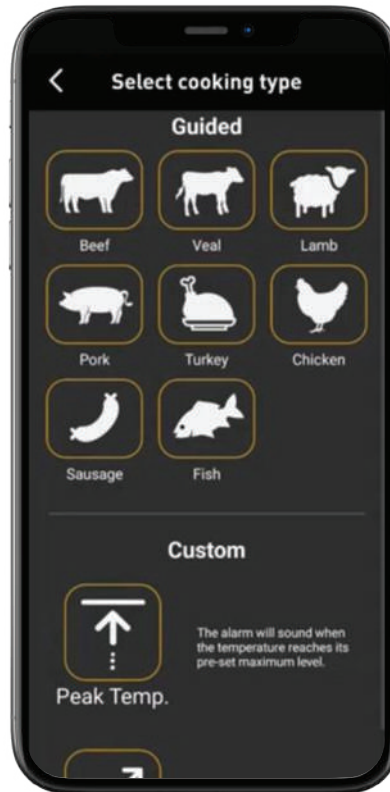 Select cooking type
Guided
Beef
Veal
Lamb
Pork
Turkey
Chicken
Sausage
Fish
Custom
The alarm will sound when
the temperature reaches its
pre-set maximum level.
Peak Temp.